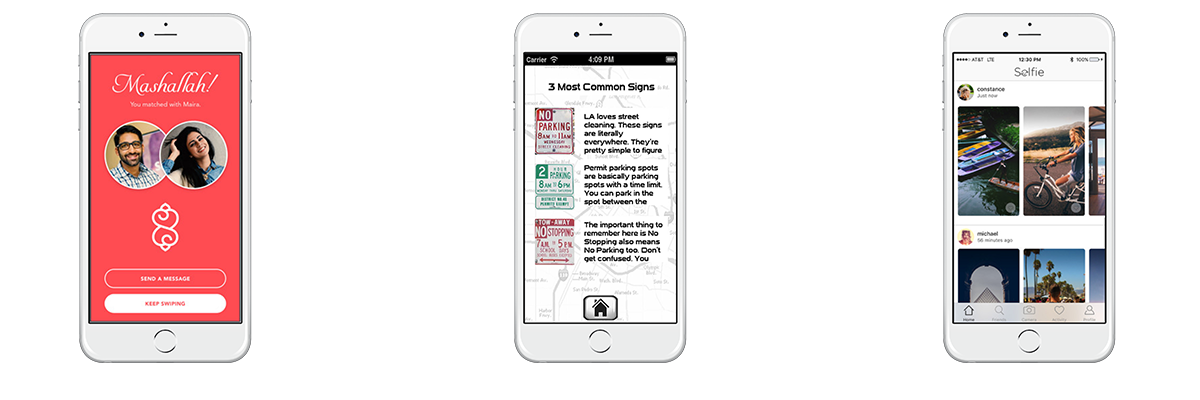 Mashallah!
You matched with Maira.
SEND A MESSAGE
KEEP SWIPING
Carrier 4:09 PM
3 Most Common Signs
NO
PARKING
8AM TO 11AM
WEDNESDAY
STREET CLEANING
L.A loves street
cleaning. These signs
are literally
everywhere. They're
pretty simple to figure
2 HOUR
PARKING
8AM TO 6PM
DISTRICT NO.
PERMITS EXEMPT
Permit parking spots
are basically parking
spots with a time limit.
You can park in the
spot between the
TOW-AWAY
NO STOPPING
7AM TO 5PM
SCHOOL DAYS
The important thing to
remember here is No
Stopping also means
No Parking too. Don't
get confused. You
AT&T LTE 12:30 PM 100%
Selfie
constance
Just now
michael
56 minutes ago
Home Friends Camera Activity Profile